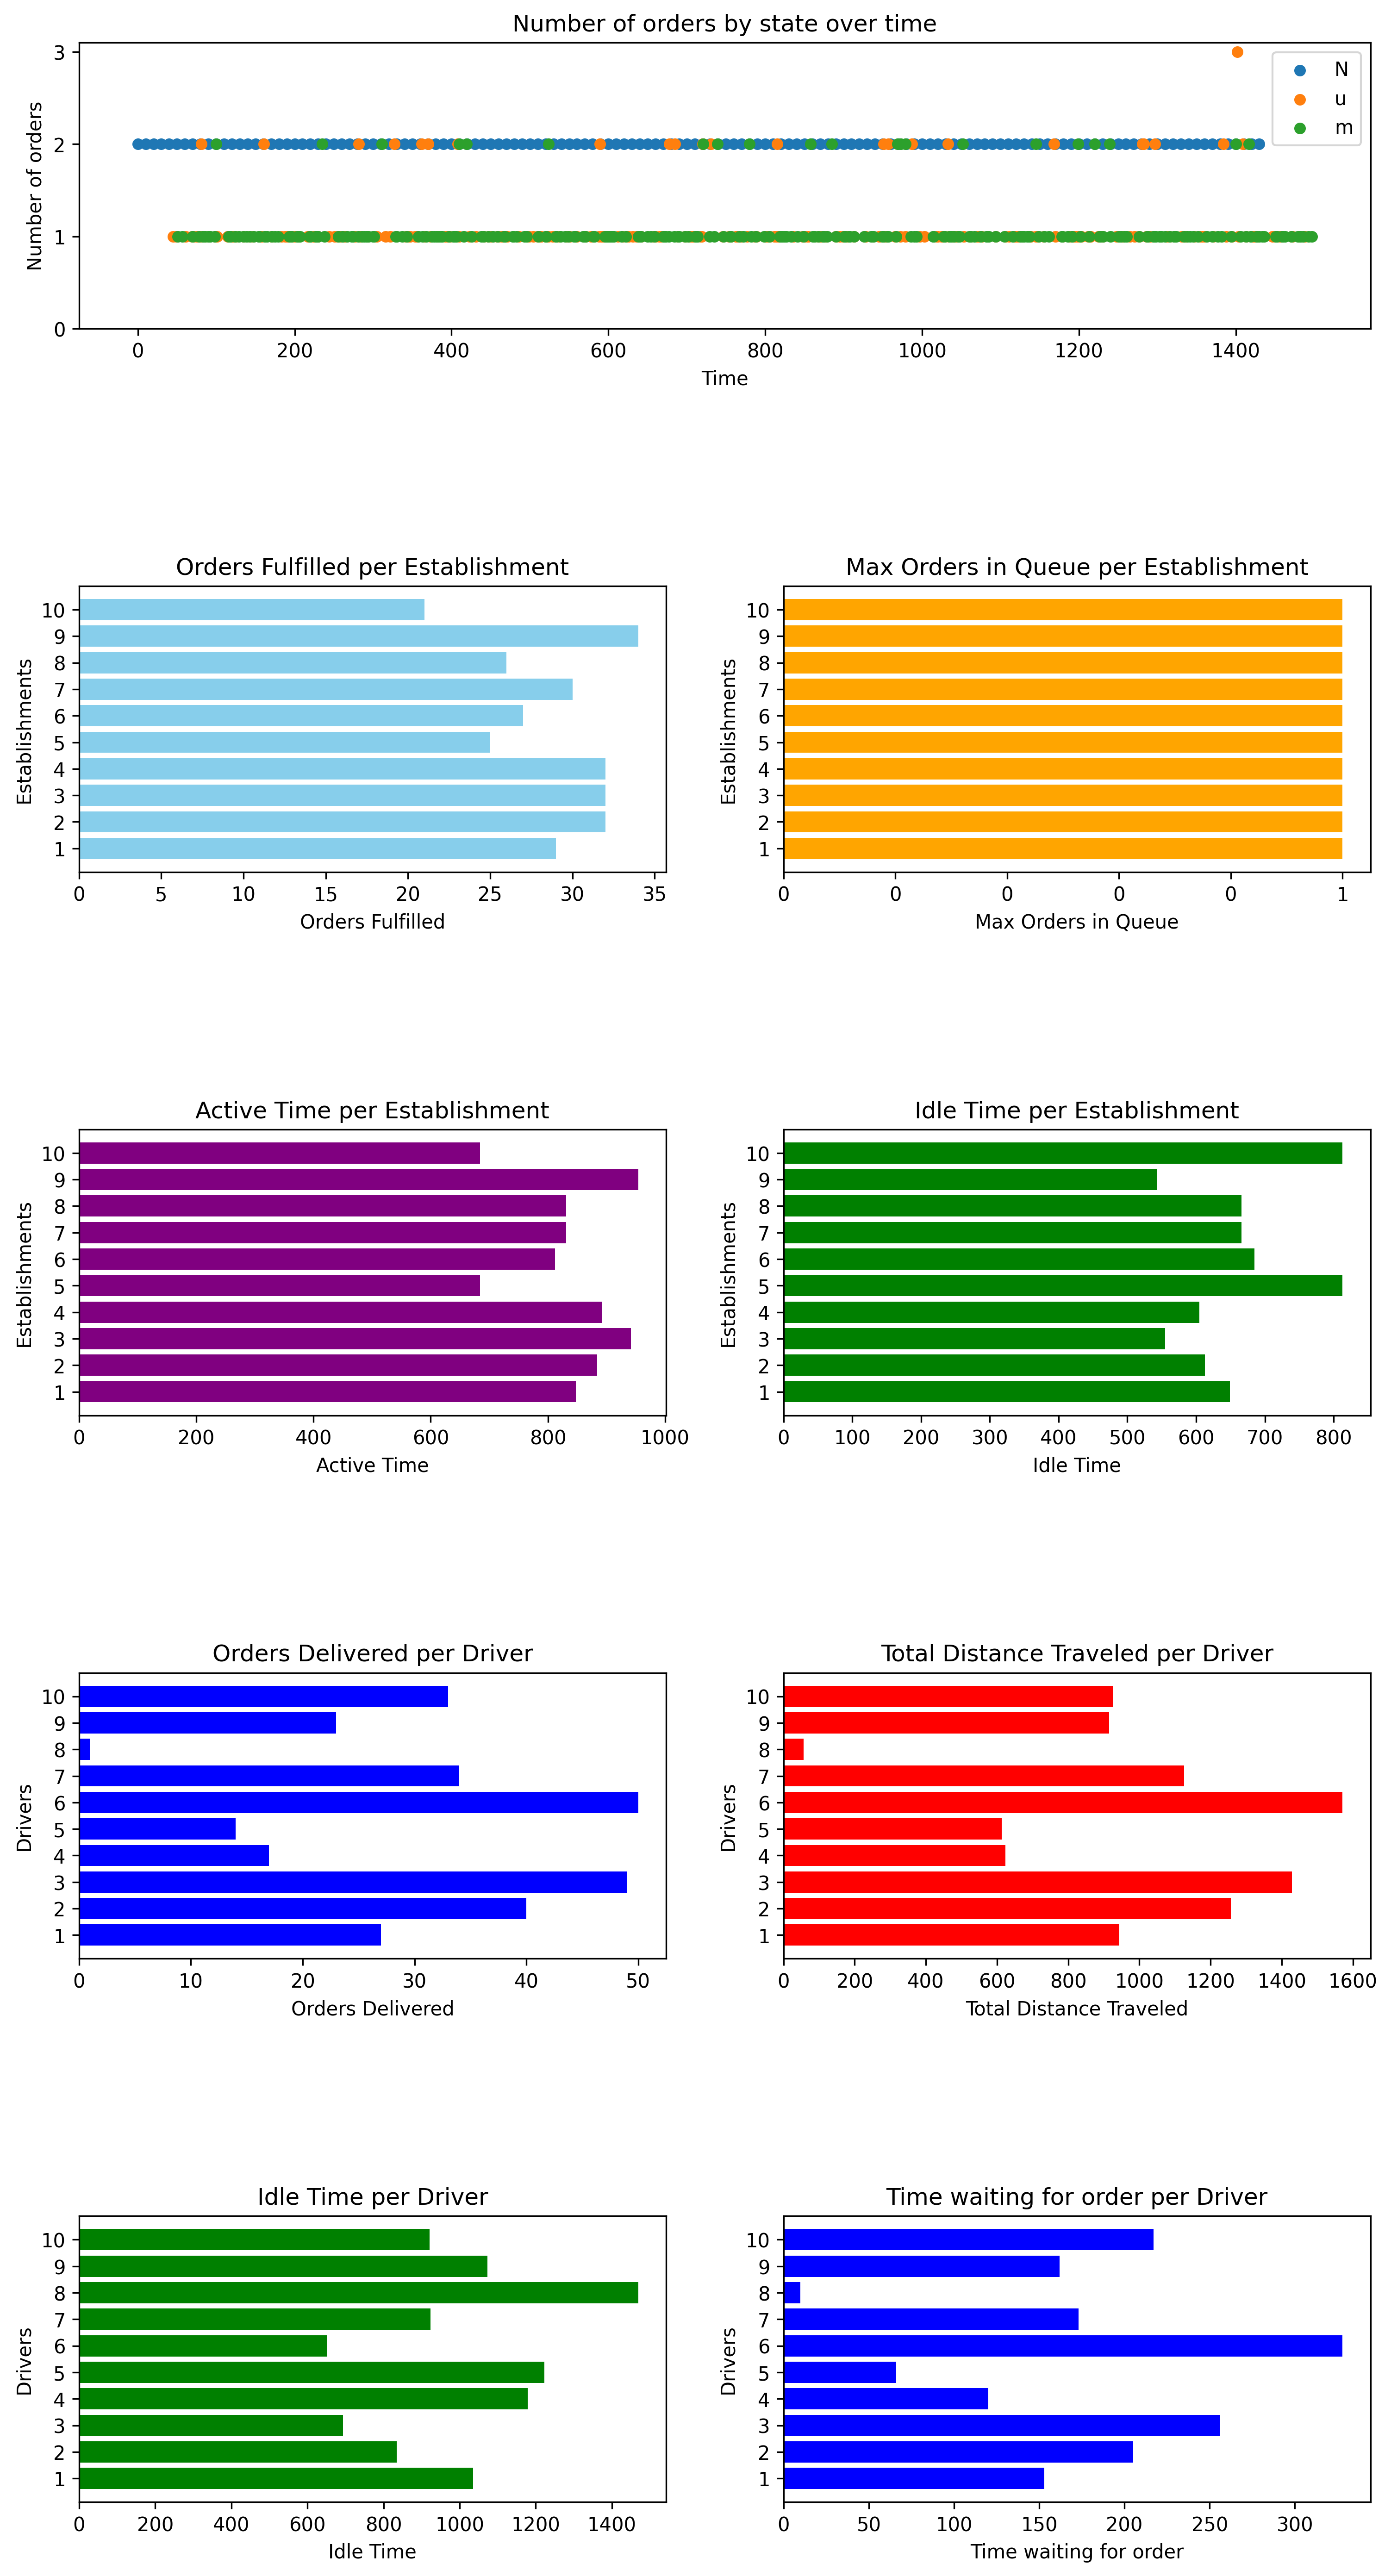 Number of orders by state over time
Number of orders
3
2
1
0
N
u
m
0 200 400 600 800 1000 1200 1400
Time
Orders Fulfilled per Establishment
Establishments
10
9
8
7
6
5
4
3
2
1
0 5 10 15 20 25 30 35
Orders Fulfilled
Max Orders in Queue per Establishment
Establishments
10
9
8
7
6
5
4
3
2
1
0 0 0 0 0 1
Max Orders in Queue
Active Time per Establishment
Establishments
10
9
8
7
6
5
4
3
2
1
0 200 400 600 800 1000
Active Time
Idle Time per Establishment
Establishments
10
9
8
7
6
5
4
3
2
1
0 100 200 300 400 500 600 700 800
Idle Time
Orders Delivered per Driver
Drivers
10
9
8
7
6
5
4
3
2
1
0 10 20 30 40 50
Orders Delivered
Total Distance Traveled per Driver
Drivers
10
9
8
7
6
5
4
3
2
1
0 200 400 600 800 1000 1200 1400 1600
Total Distance Traveled
Idle Time per Driver
Drivers
10
9
8
7
6
5
4
3
2
1
0 200 400 600 800 1000 1200 1400
Idle Time
Time waiting for order per Driver
Drivers
10
9
8
7
6
5
4
3
2
1
0 50 100 150 200 250 300
Time waiting for order